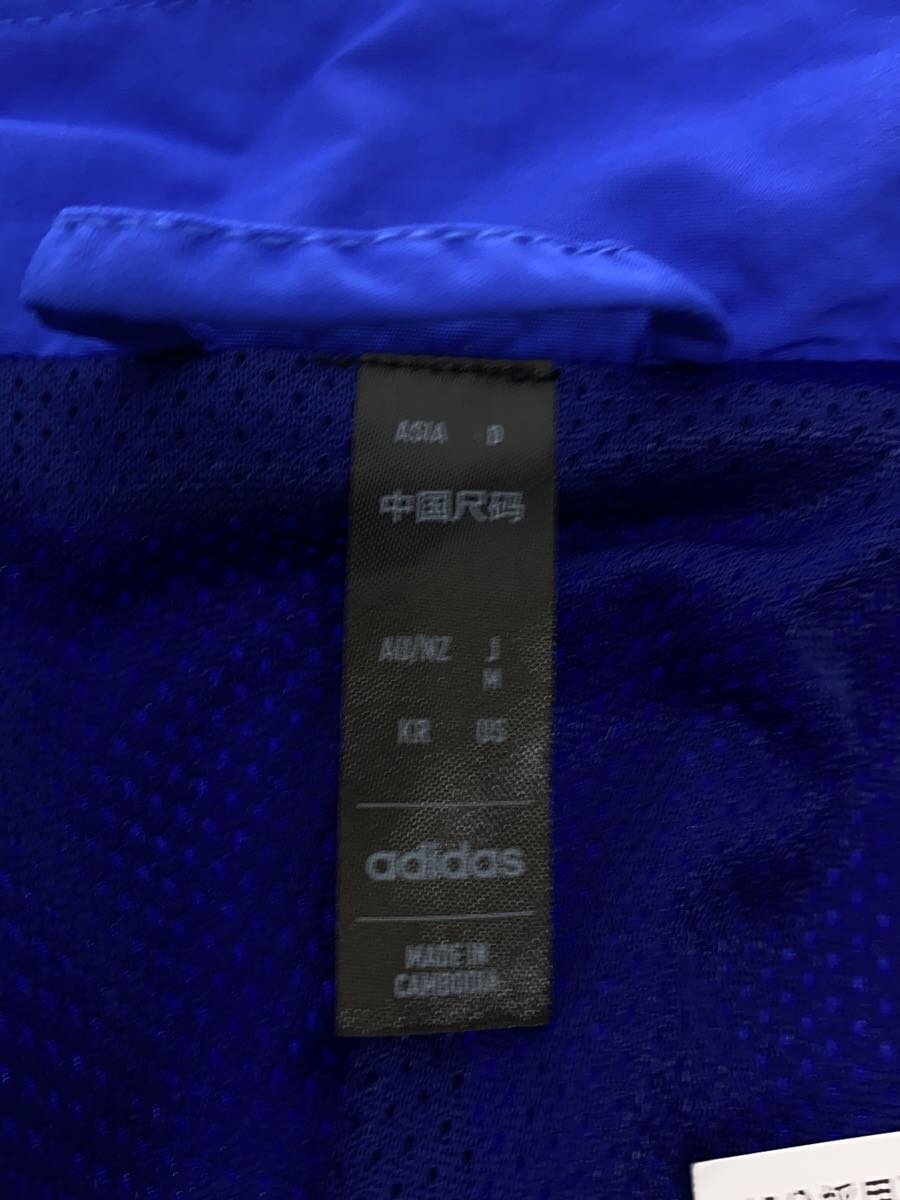 ASIA
中国尺码
AU/NZ J
M
KR
adidas
MADE IN
CAMBODIA